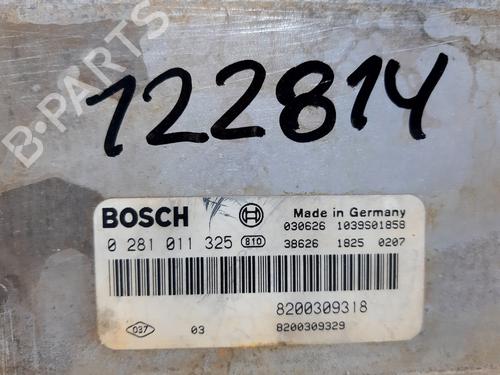 B-PARTS
122814
BOSCH Made in Germany
030626 1039S01858
0 281 011 325 810 38626 1825 0207
8200309318
037 03 8200309329